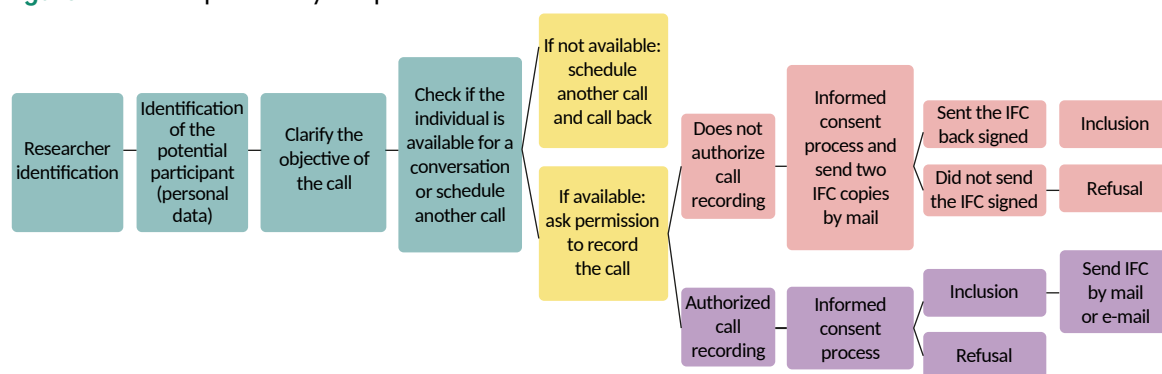 Researcher
identification
Identification
of the
potential
participant
(personal
data)
Clarify the
objective of
the call
Check if the
individual is
available for a
conversation
or schedule
another call
If not available:
schedule
another call
and call back
If available:
ask permission
to record
the call
Does not
authorize
call
recording
Informed
consent
process and
send two
IFC copies
by mail
Sent the IFC
back signed
Inclusion
Did not send
the IFC signed
Refusal
Authorized
call
recording
Informed
consent
process
Inclusion
Send IFC
by mail
or e-mail
Refusal